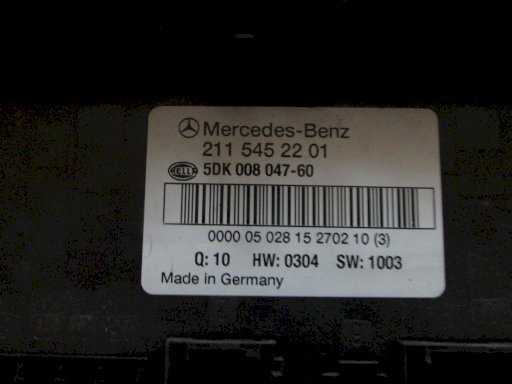 Mercedes-Benz
211 545 22 01
HELLA 5DK 008 047-60
0000 05 028 15 2702 10 (3)
Q: 10 HW: 0304 SW: 1003
Made in Germany